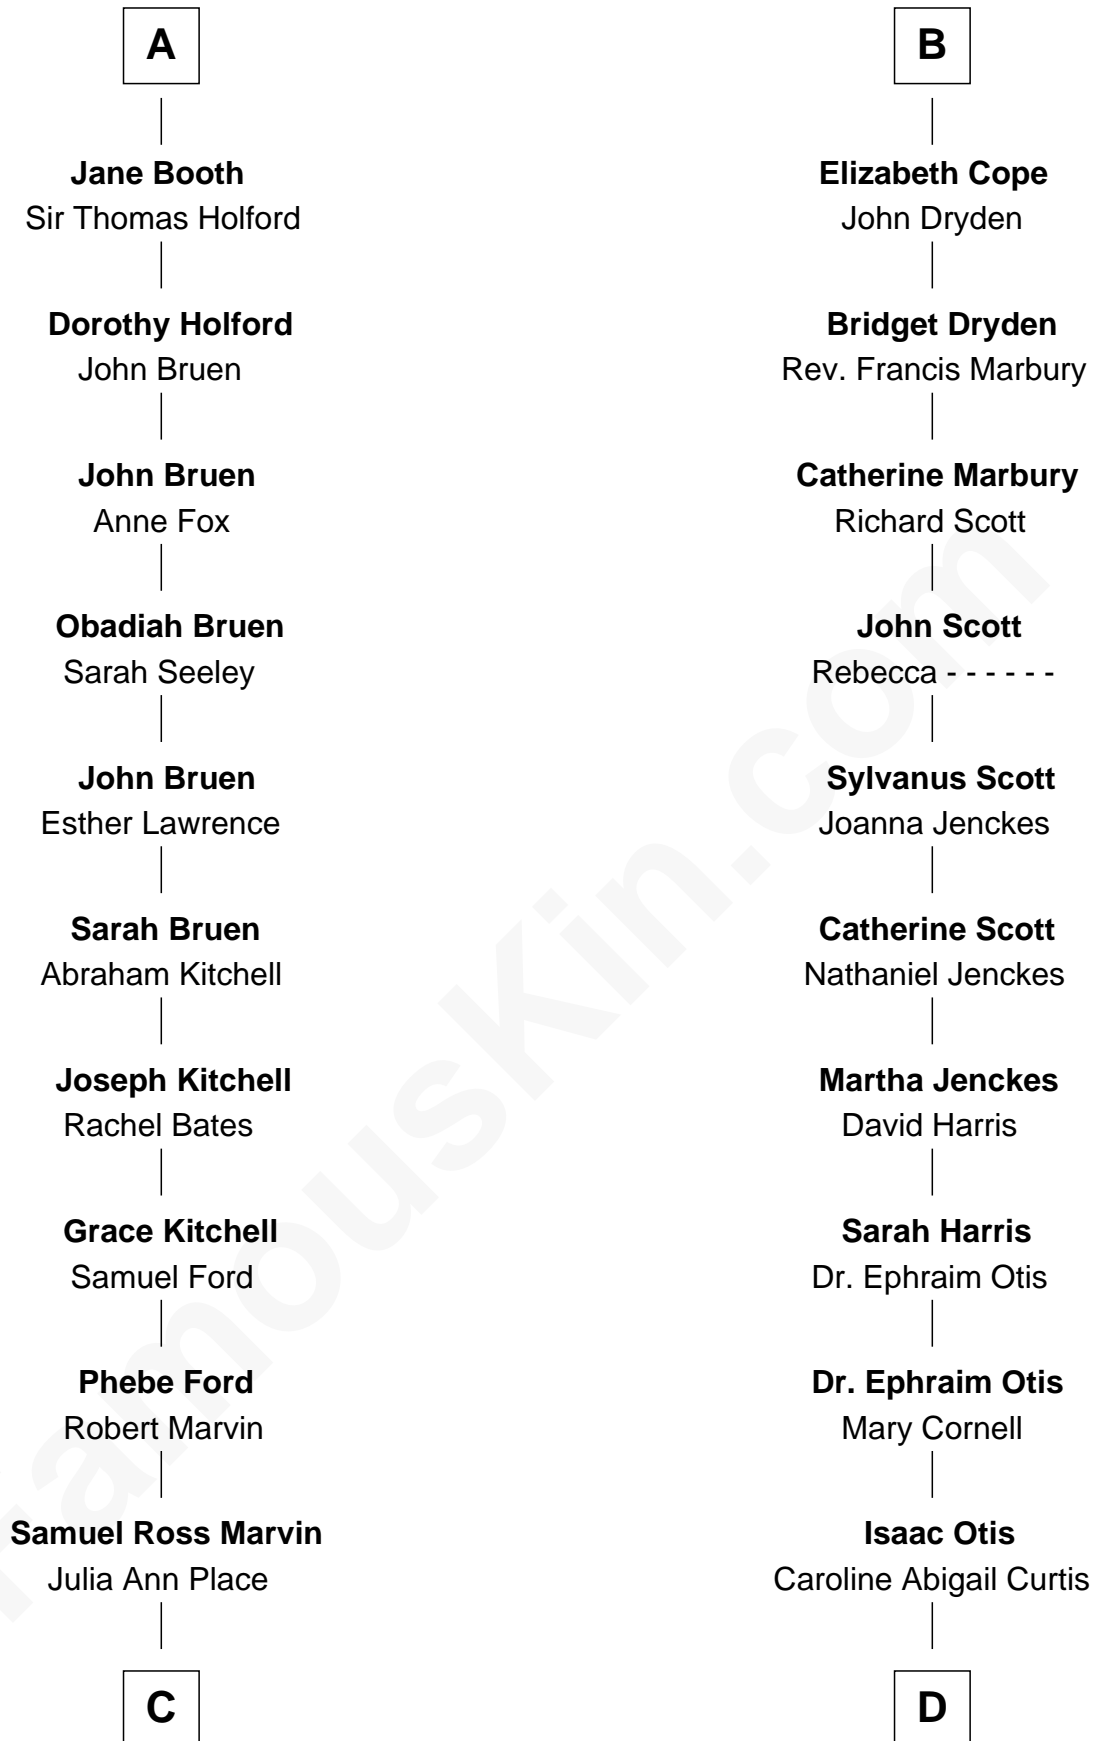 A
Jane Booth
Sir Thomas Holford
Dorothy Holford
John Bruen
John Bruen
Anne Fox
Obadiah Bruen
Sarah Seeley
John Bruen
Esther Lawrence
Sarah Bruen
Abraham Kitchell
Joseph Kitchell
Rachel Bates
Grace Kitchell
Samuel Ford
Phebe Ford
Robert Marvin
Samuel Ross Marvin
Julia Ann Place
C
B
Elizabeth Cope
John Dryden
Bridget Dryden
Rev. Francis Marbury
Catherine Marbury
Richard Scott
John Scott
Rebecca - - - - - -
Sylvanus Scott
Joanna Jenckes
Catherine Scott
Nathaniel Jenckes
Martha Jenckes
David Harris
Sarah Harris
Dr. Ephraim Otis
Dr. Ephraim Otis
Mary Cornell
Isaac Otis
Caroline Abigail Curtis
D
FamousKin.com